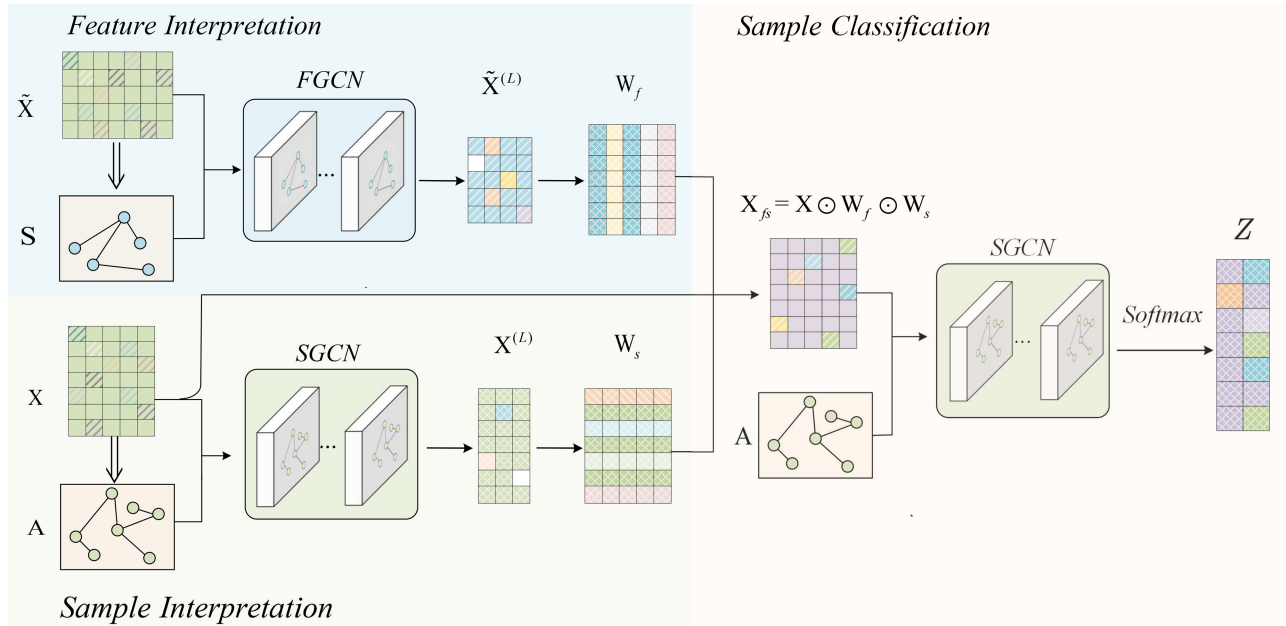 Feature Interpretation
X̃
FGCN
...
X̃^(L)
W_f
S
Sample Interpretation
X
SGCN
...
X^(L)
W_s
A
Sample Classification
X_fs = X ⊙ W_f ⊙ W_s
A
SGCN
...
Softmax
Z